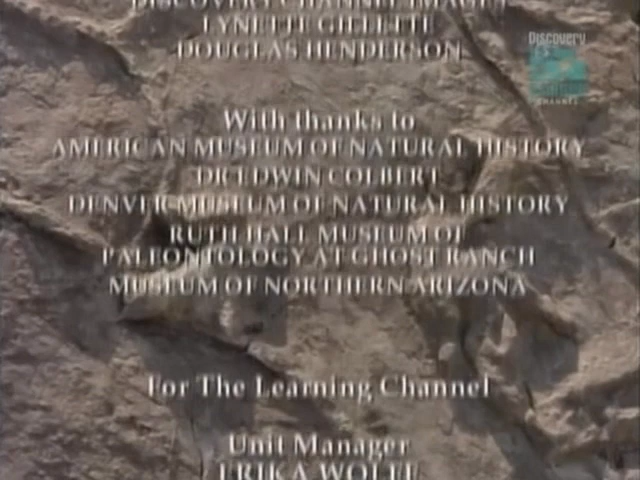 DISCOVERY CHANNEL IMAGES
LYNETTE GILLETTE
DOUGLAS HENDERSON
Discovery
CHANNEL
With thanks to
AMERICAN MUSEUM OF NATURAL HISTORY
DR EDWIN COLBERT
DENVER MUSEUM OF NATURAL HISTORY
RUTH HALL MUSEUM OF
PALEONTOLOGY AT GHOST RANCH
MUSEUM OF NORTHERN ARIZONA
For The Learning Channel
Unit Manager
ERIKA WOLFE